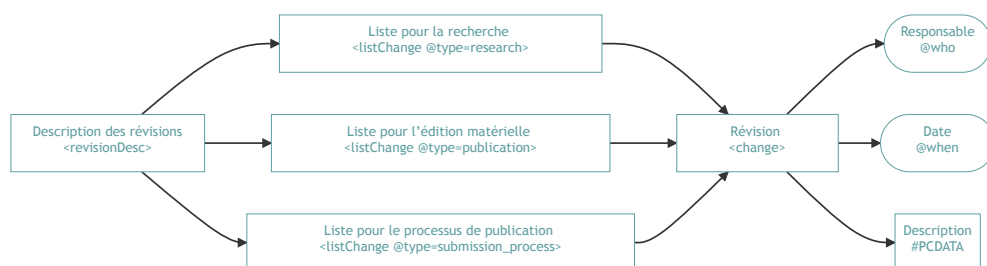 Liste pour la recherche
<listChange @type=research>
Responsable
@who
Description des révisions
<revisionDesc>
Liste pour l’édition matérielle
<listChange @type=publication>
Révision
<change>
Date
@when
Liste pour le processus de publication
<listChange @type=submission_process>
Description
#PCDATA